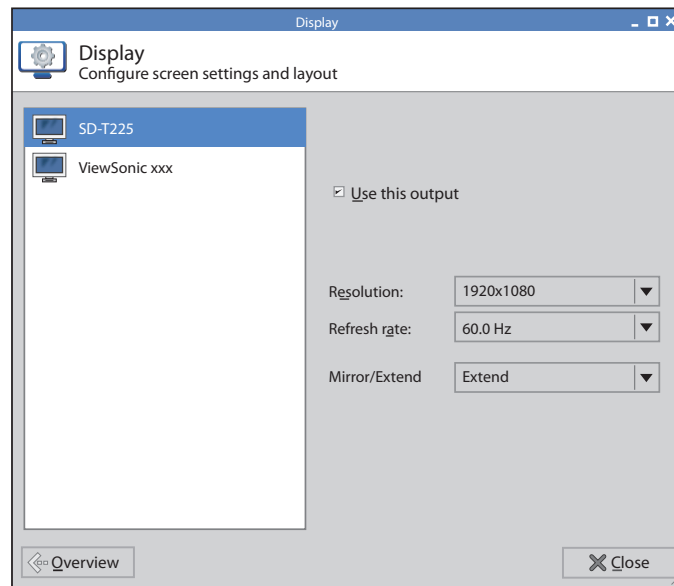 Display
Display
Configure screen settings and layout
SD-T225
ViewSonic xxx
Use this output
Resolution: 1920x1080
Refresh rate: 60.0 Hz
Mirror/Extend Extend
Overview
Close